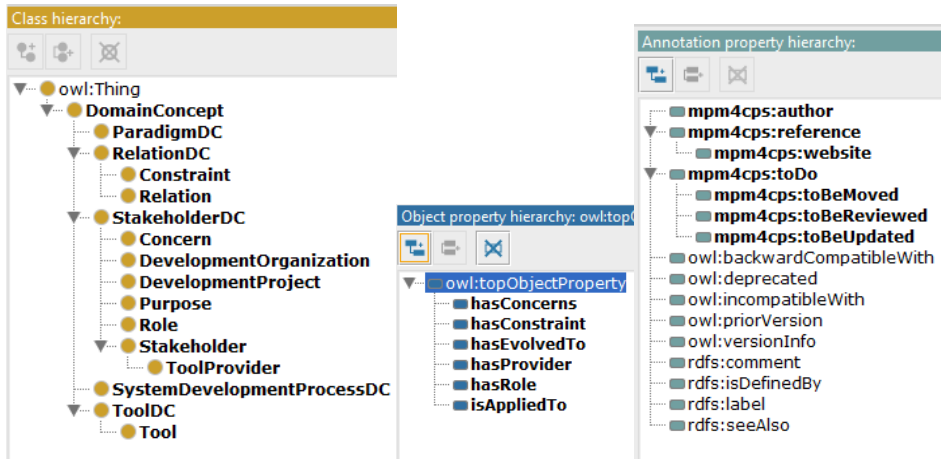 Class hierarchy:
owl:Thing
DomainConcept
ParadigmDC
RelationDC
Constraint
Relation
StakeholderDC
Concern
DevelopmentOrganization
DevelopmentProject
Purpose
Role
Stakeholder
ToolProvider
SystemDevelopmentProcessDC
ToolDC
Tool
Object property hierarchy: owl:top
owl:topObjectProperty
hasConcerns
hasConstraint
hasEvolvedTo
hasProvider
hasRole
isAppliedTo
Annotation property hierarchy:
mpm4cps:author
mpm4cps:reference
mpm4cps:website
mpm4cps:toDo
mpm4cps:toBeMoved
mpm4cps:toBeReviewed
mpm4cps:toBeUpdated
owl:backwardCompatibleWith
owl:deprecated
owl:incompatibleWith
owl:priorVersion
owl:versionInfo
rdfs:comment
rdfs:isDefinedBy
rdfs:label
rdfs:seeAlso